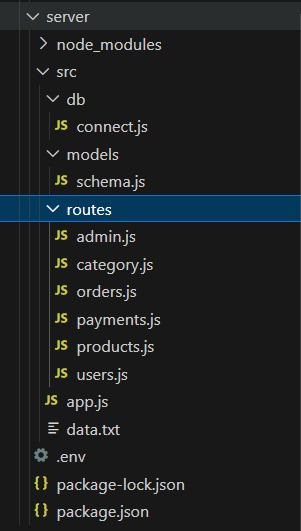 server
node_modules
src
db
JS connect.js
models
JS schema.js
routes
JS admin.js
JS category.js
JS orders.js
JS payments.js
JS products.js
JS users.js
JS app.js
data.txt
.env
{} package-lock.json
{} package.json